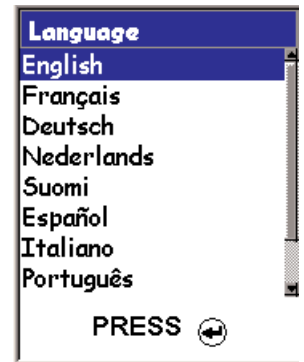 Language
English
Français
Deutsch
Nederlands
Suomi
Español
Italiano
Português
PRESS